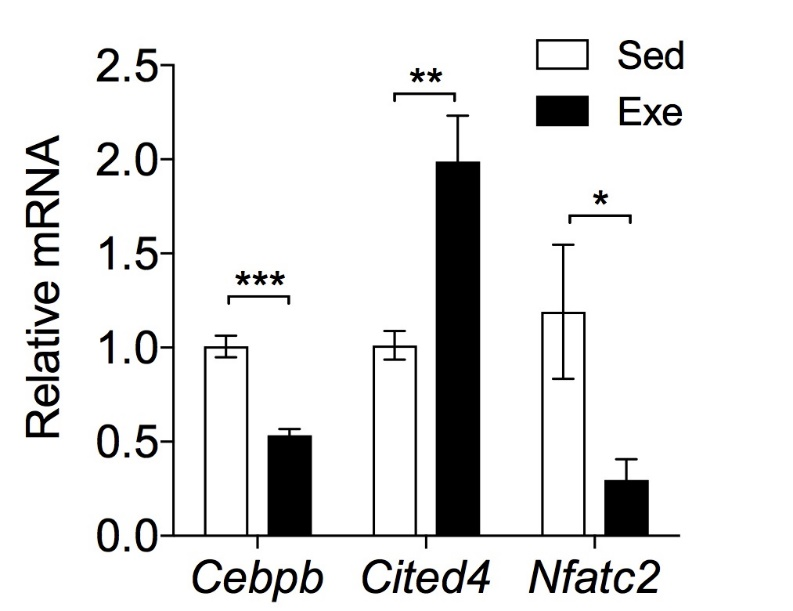 Sed
Exe
Relative mRNA
2.5
2.0
1.5
1.0
0.5
0.0
***
**
*
Cebpb Cited4 Nfatc2